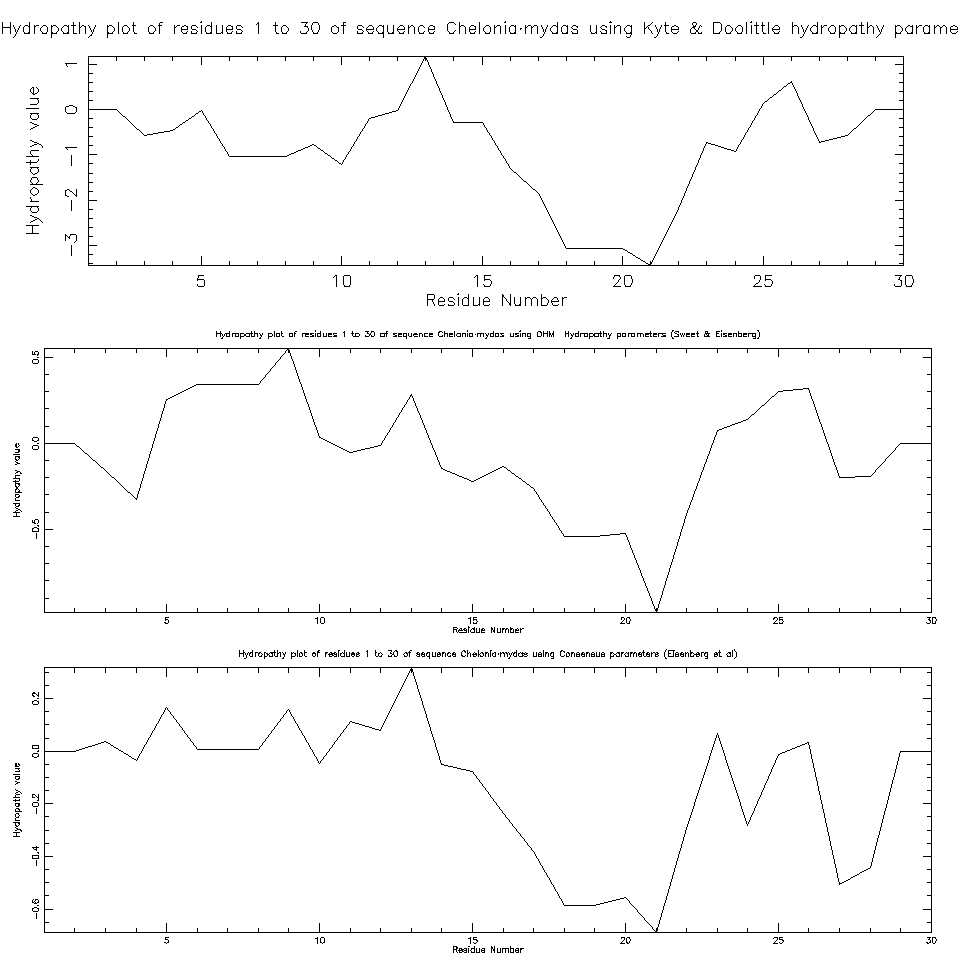 Hydropathy plot of residues 1 to 30 of sequence Chelonia-mydas using Kyte & Doolittle hydropathy parame
Hydropathy value
1
0
-1
-2
-3
5 10 15 20 25 30
Residue Number
Hydropathy plot of residues 1 to 30 of sequence Chelonia-mydas using OHM Hydropathy parameters (Sweet & Eisenberg)
Hydropathy value
0.5
0.0
-0.5
5 10 15 20 25 30
Residue Number
Hydropathy plot of residues 1 to 30 of sequence Chelonia-mydas using Consensus parameters (Eisenberg et al)
Hydropathy value
0.2
0.0
-0.2
-0.4
-0.6
5 10 15 20 25 30
Residue Number